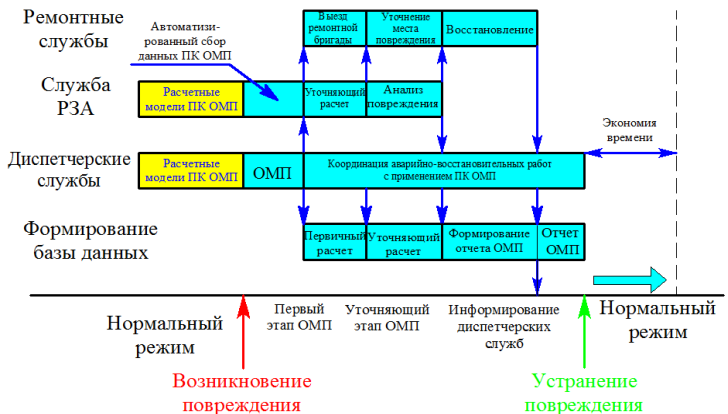 Ремонтные
службы
Автоматизи-
рованный сбор
данных ПК ОМП
Выезд
ремонтной
бригады
Уточнение
места
повреждения
Восстановление
Служба
РЗА
Расчетные
модели ПК ОМП
Уточняющий
расчет
Анализ
повреждения
Экономия
времени
Диспетчерские
службы
Расчетные
модели ПК ОМП
ОМП
Координация аварийно-восстановительных работ
с применением ПК ОМП
Формирование
базы данных
Первичный
расчет
Уточняющий
расчет
Формирование
отчета ОМП
Отчет
ОМП
Нормальный
режим
Первый
этап ОМП
Уточняющий
этап ОМП
Информирование
диспетчерских
служб
Нормальный
режим
Возникновение
повреждения
Устранение
повреждения